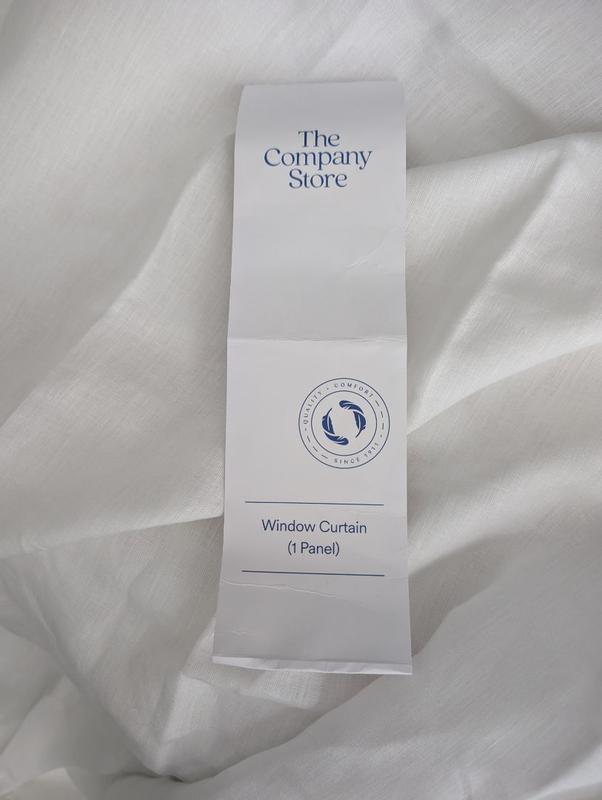 The
Company
Store
QUALITY • COMFORT
SINCE 1911
Window Curtain
(1 Panel)